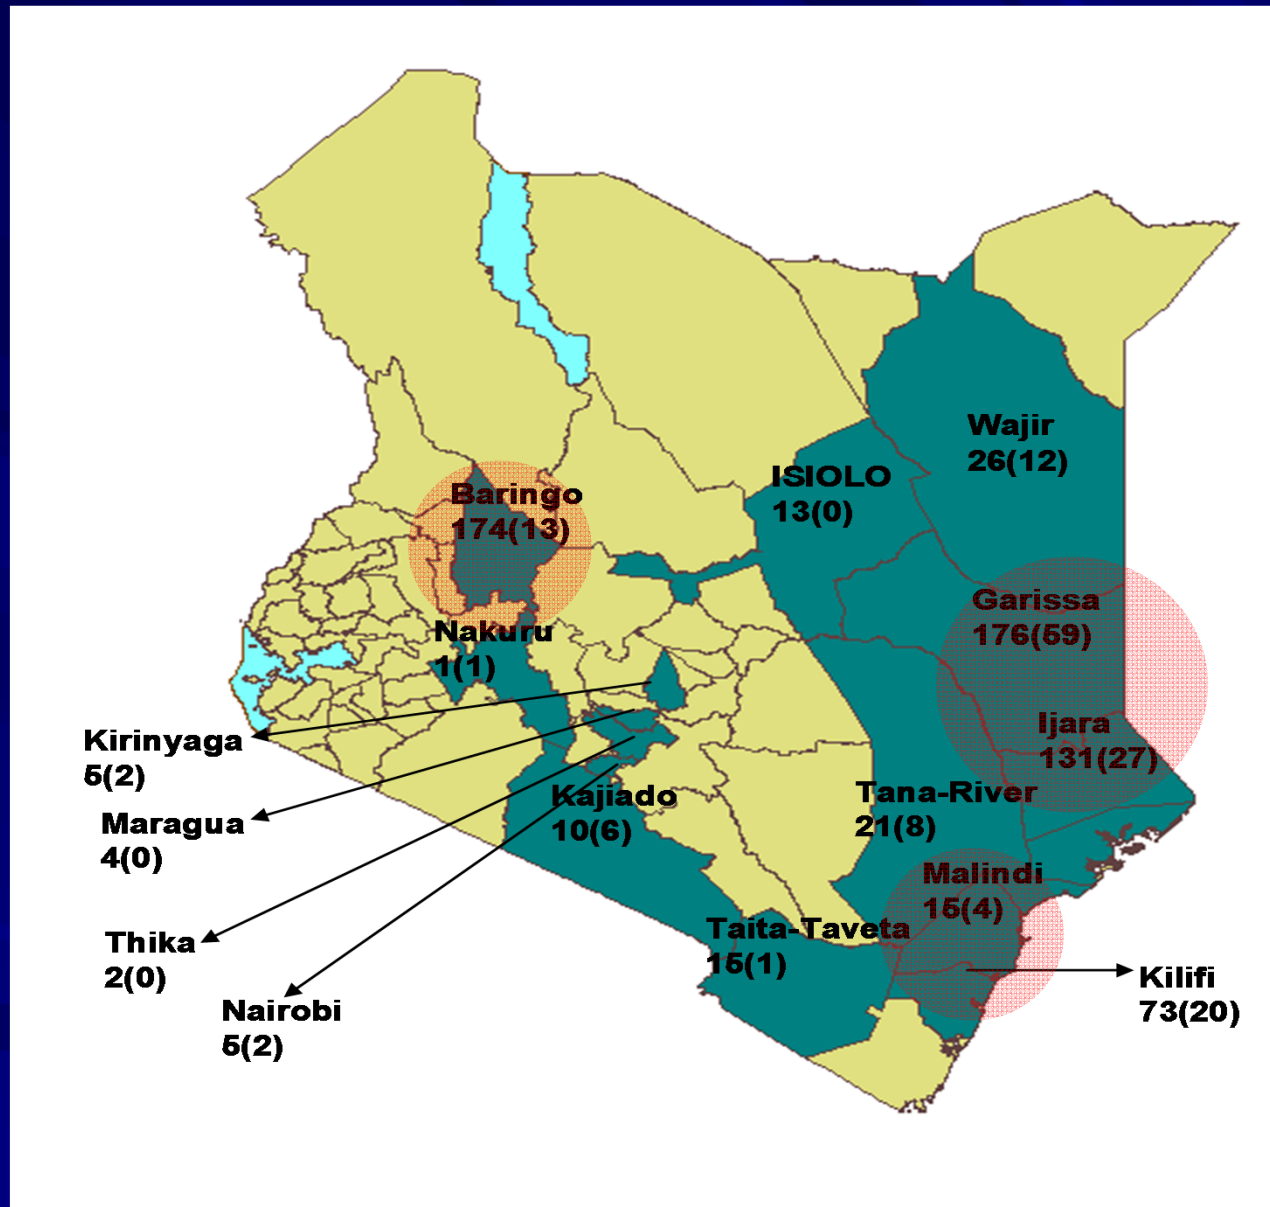 Wajir
26(12)
ISIOLO
13(0)
Baringo
174(13)
Garissa
176(59)
Nakuru
1(1)
Ijara
131(27)
Kirinyaga
5(2)
Kajiado
10(6)
Tana-River
21(8)
Maragua
4(0)
Malindi
15(4)
Taita-Taveta
15(1)
Thika
2(0)
Kilifi
73(20)
Nairobi
5(2)